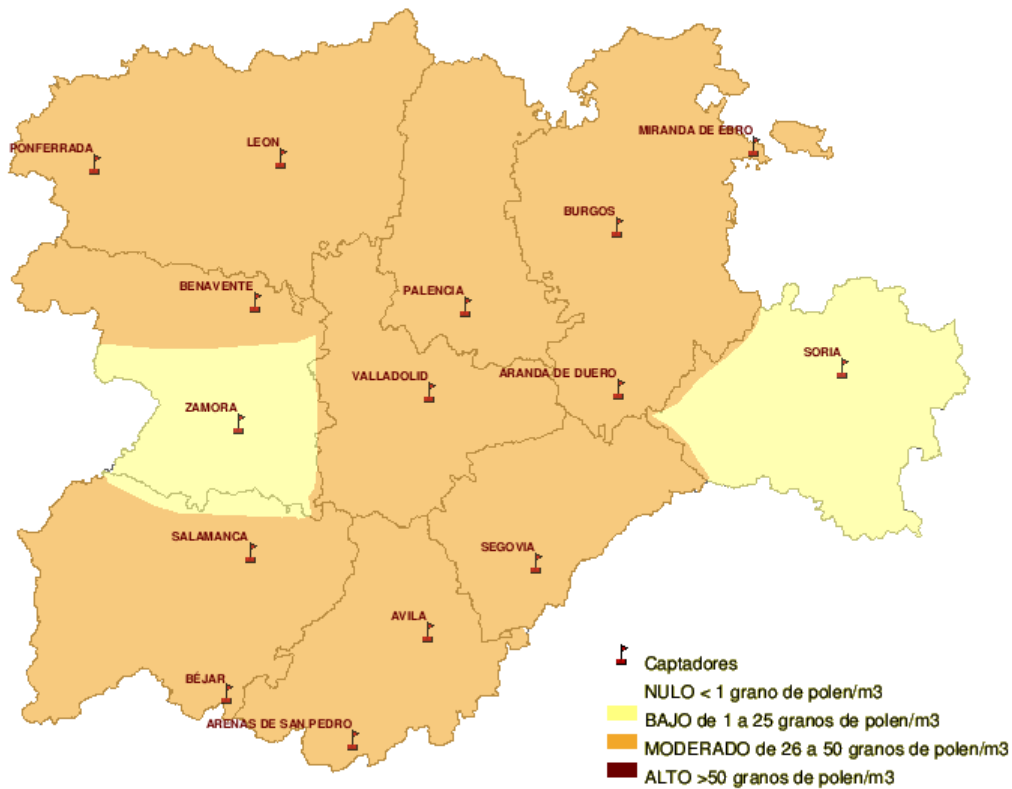 MIRANDA DE EBRO
PONFERRADA
LEON
BURGOS
BENAVENTE
PALENCIA
SORIA
VALLADOLID
ARANDA DE DUERO
ZAMORA
SALAMANCA
SEGOVIA
AVILA
BÉJAR
ARENAS DE SAN PEDRO
Captadores
NULO < 1 grano de polen/m3
BAJO de 1 a 25 granos de polen/m3
MODERADO de 26 a 50 granos de polen/m3
ALTO >50 granos de polen/m3